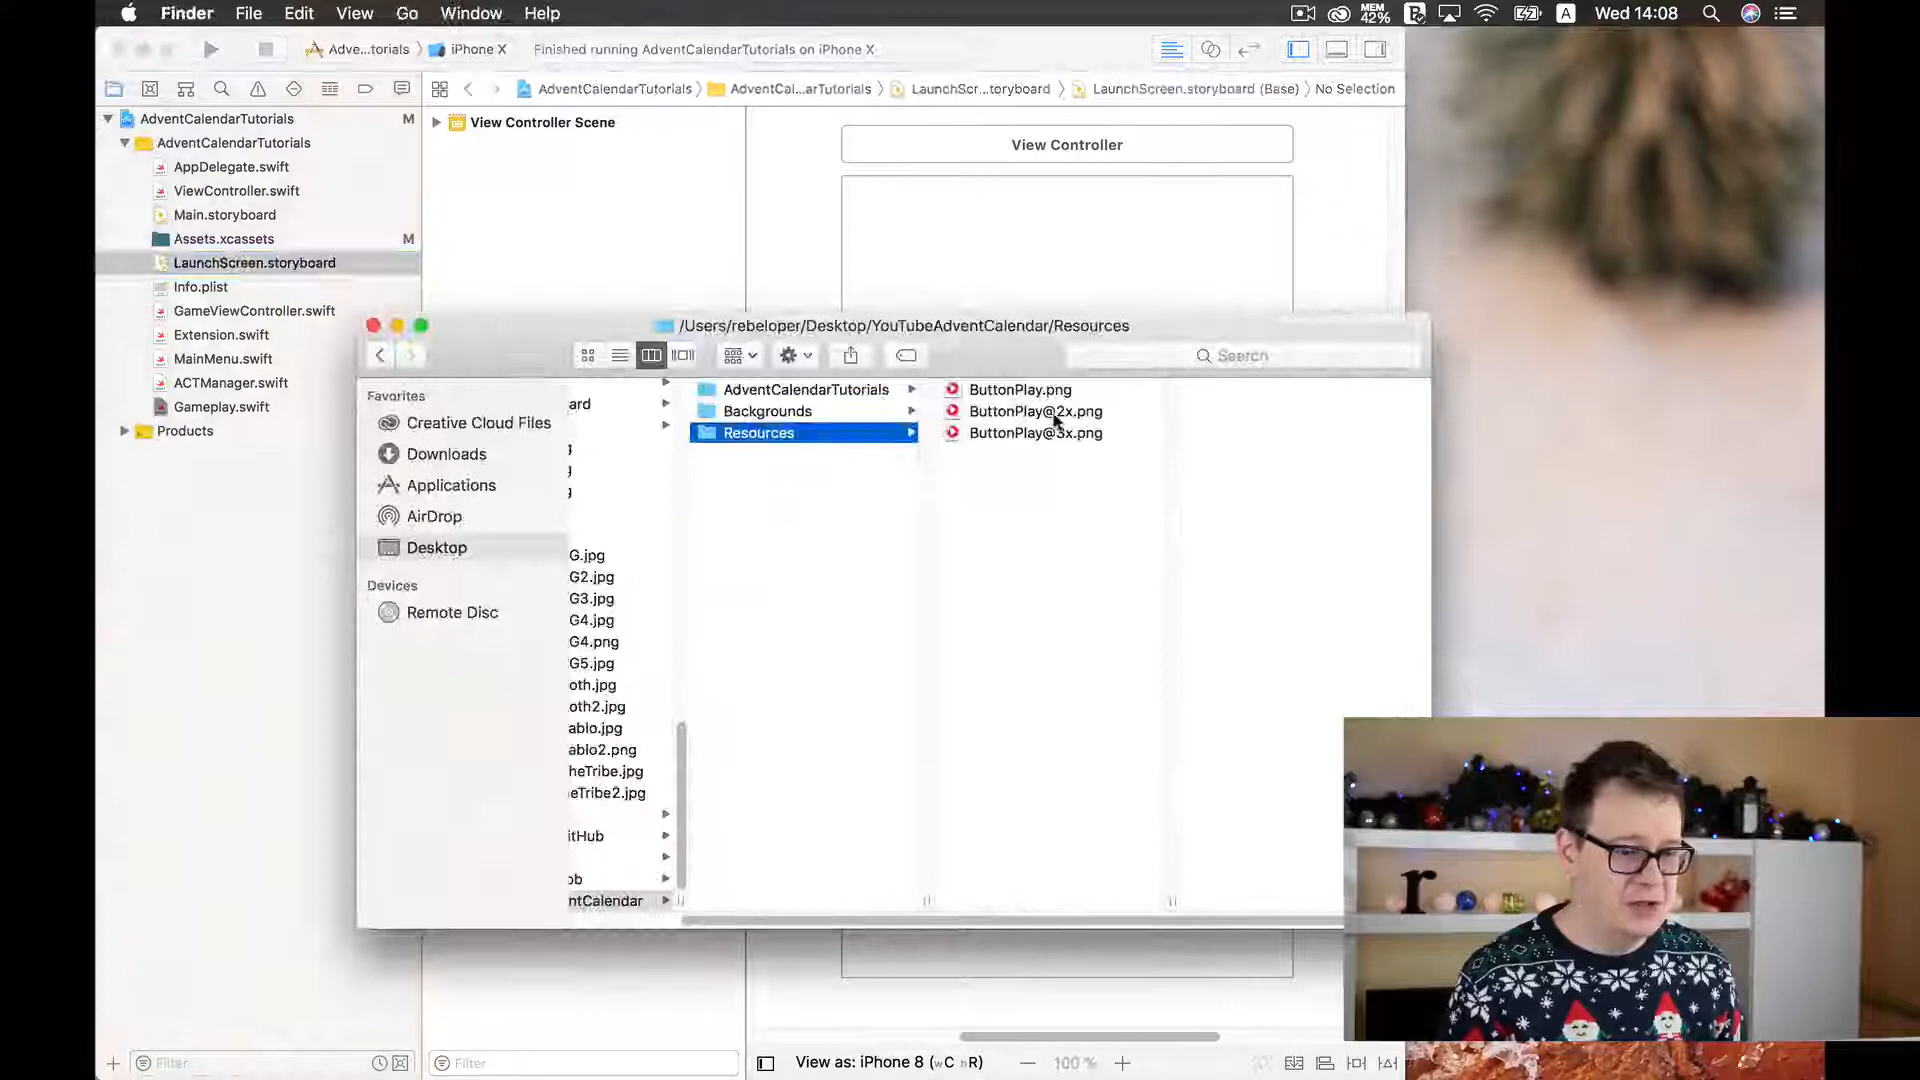 Finder File Edit View Go Window Help
MEM 42% A Wed 14:08
Adve...torials 〉 iPhone X Finished running AdventCalendarTutorials on iPhone X
AdventCalendarTutorials 〉 AdventCal...arTutorials 〉 LaunchScr...toryboard 〉 LaunchScreen.storyboard (Base) 〉 No Selection
AdventCalendarTutorials M
AdventCalendarTutorials
AppDelegate.swift
ViewController.swift
Main.storyboard
Assets.xcassets M
LaunchScreen.storyboard
Info.plist
GameViewController.swift
Extension.swift
MainMenu.swift
ACTManager.swift
Gameplay.swift
Products
View Controller Scene
View Controller
/Users/rebeloper/Desktop/YouTubeAdventCalendar/Resources
Search
Favorites
Creative Cloud Files
Downloads
Applications
AirDrop
Desktop
Devices
Remote Disc
ard
G.jpg
G2.jpg
G3.jpg
G4.jpg
G4.png
G5.jpg
oth.jpg
oth2.jpg
ablo.jpg
ablo2.png
heTribe.jpg
eTribe2.jpg
itHub
ob
ntCalendar
AdventCalendarTutorials
Backgrounds
Resources
ButtonPlay.png
ButtonPlay@2x.png
ButtonPlay@3x.png
r
Filter
Filter
View as: iPhone 8 (wC hR) 100 %